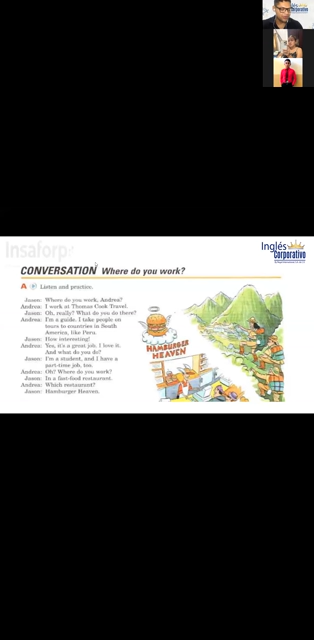 Inglés
Corporativo
Insaforp
Inglés
Corporativo
CONVERSATION Where do you work?
A Listen and practice.
Jason: Where do you work, Andrea?
Andrea: I work at Thomas Cook Travel.
Jason: Oh, really? What do you do there?
Andrea: I'm a guide. I take people on
tours to countries in South
America, like Peru.
Jason: How interesting!
Andrea: Yes, it's a great job. I love it.
And what do you do?
Jason: I'm a student, and I have a
part-time job, too.
Andrea: Oh? Where do you work?
Jason: In a fast-food restaurant.
Andrea: Which restaurant?
Jason: Hamburger Heaven.
HAMBURGER
HEAVEN